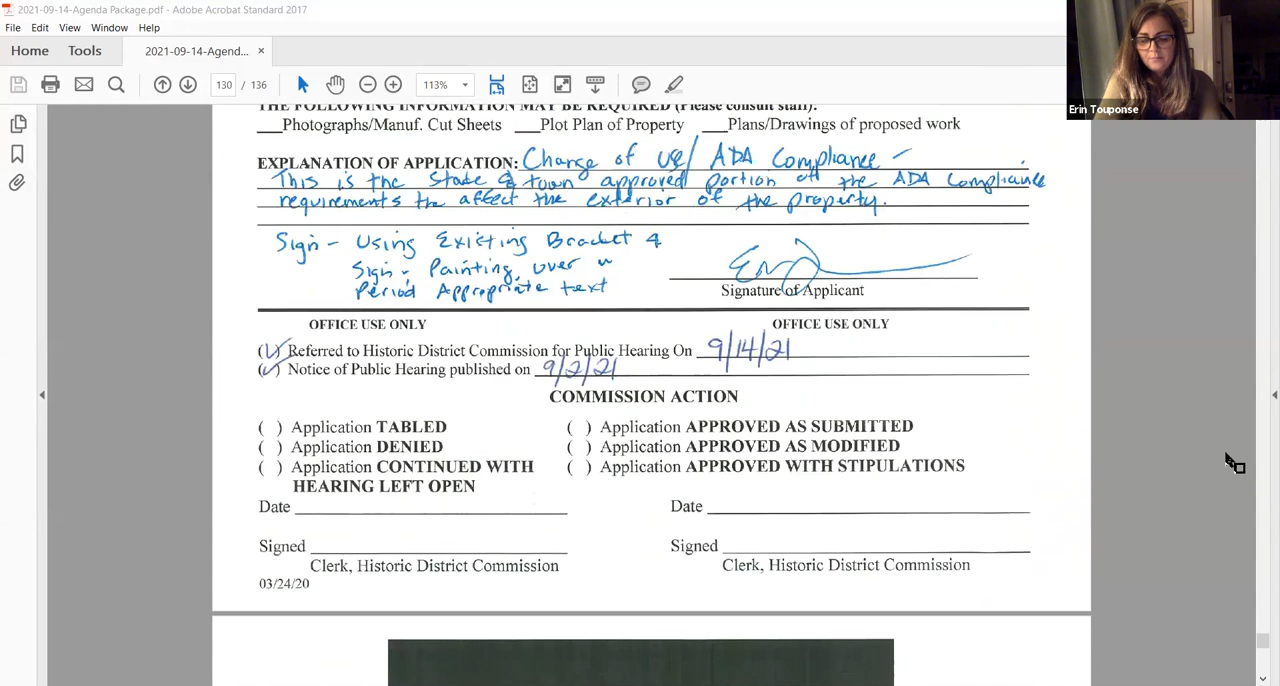 2021-09-14-Agenda Package.pdf - Adobe Acrobat Standard 2017
File Edit View Window Help
Home Tools 2021-09-14-Agend... ×
130 / 136 113%
Erin Touponse
THE FOLLOWING INFORMATION MAY BE REQUIRED (Please consult staff):
___Photographs/Manuf. Cut Sheets ___Plot Plan of Property ___Plans/Drawings of proposed work
EXPLANATION OF APPLICATION: Change of use/ ADA Compliance -
This is the State & town approved portion of the ADA Compliance
requirements tha affect the exterior of the property.
Sign - Using Existing Bracket &
Sign - Painting over w
Period Appropriate text
Signature of Applicant
OFFICE USE ONLY OFFICE USE ONLY
(✓) Referred to Historic District Commission for Public Hearing On 9/14/21
(✓) Notice of Public Hearing published on 9/2/21
COMMISSION ACTION
( ) Application TABLED ( ) Application APPROVED AS SUBMITTED
( ) Application DENIED ( ) Application APPROVED AS MODIFIED
( ) Application CONTINUED WITH ( ) Application APPROVED WITH STIPULATIONS
HEARING LEFT OPEN
Date Date
Signed Signed
Clerk, Historic District Commission Clerk, Historic District Commission
03/24/20